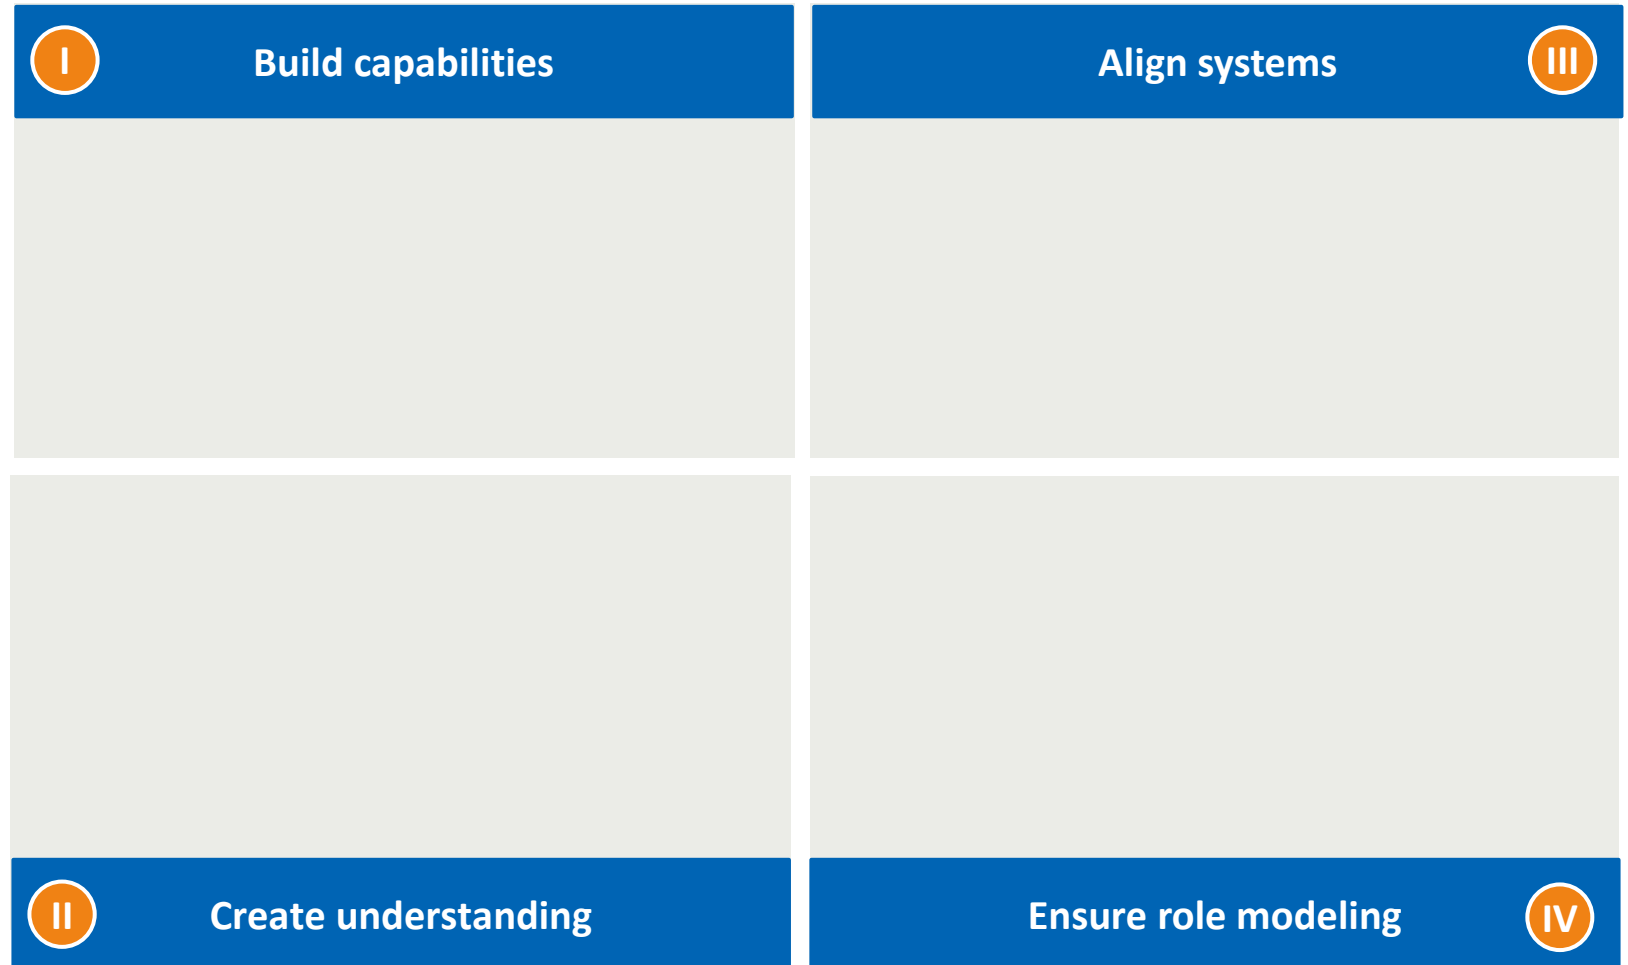 I
Build capabilities
Align systems
III
II
Create understanding
Ensure role modeling
IV